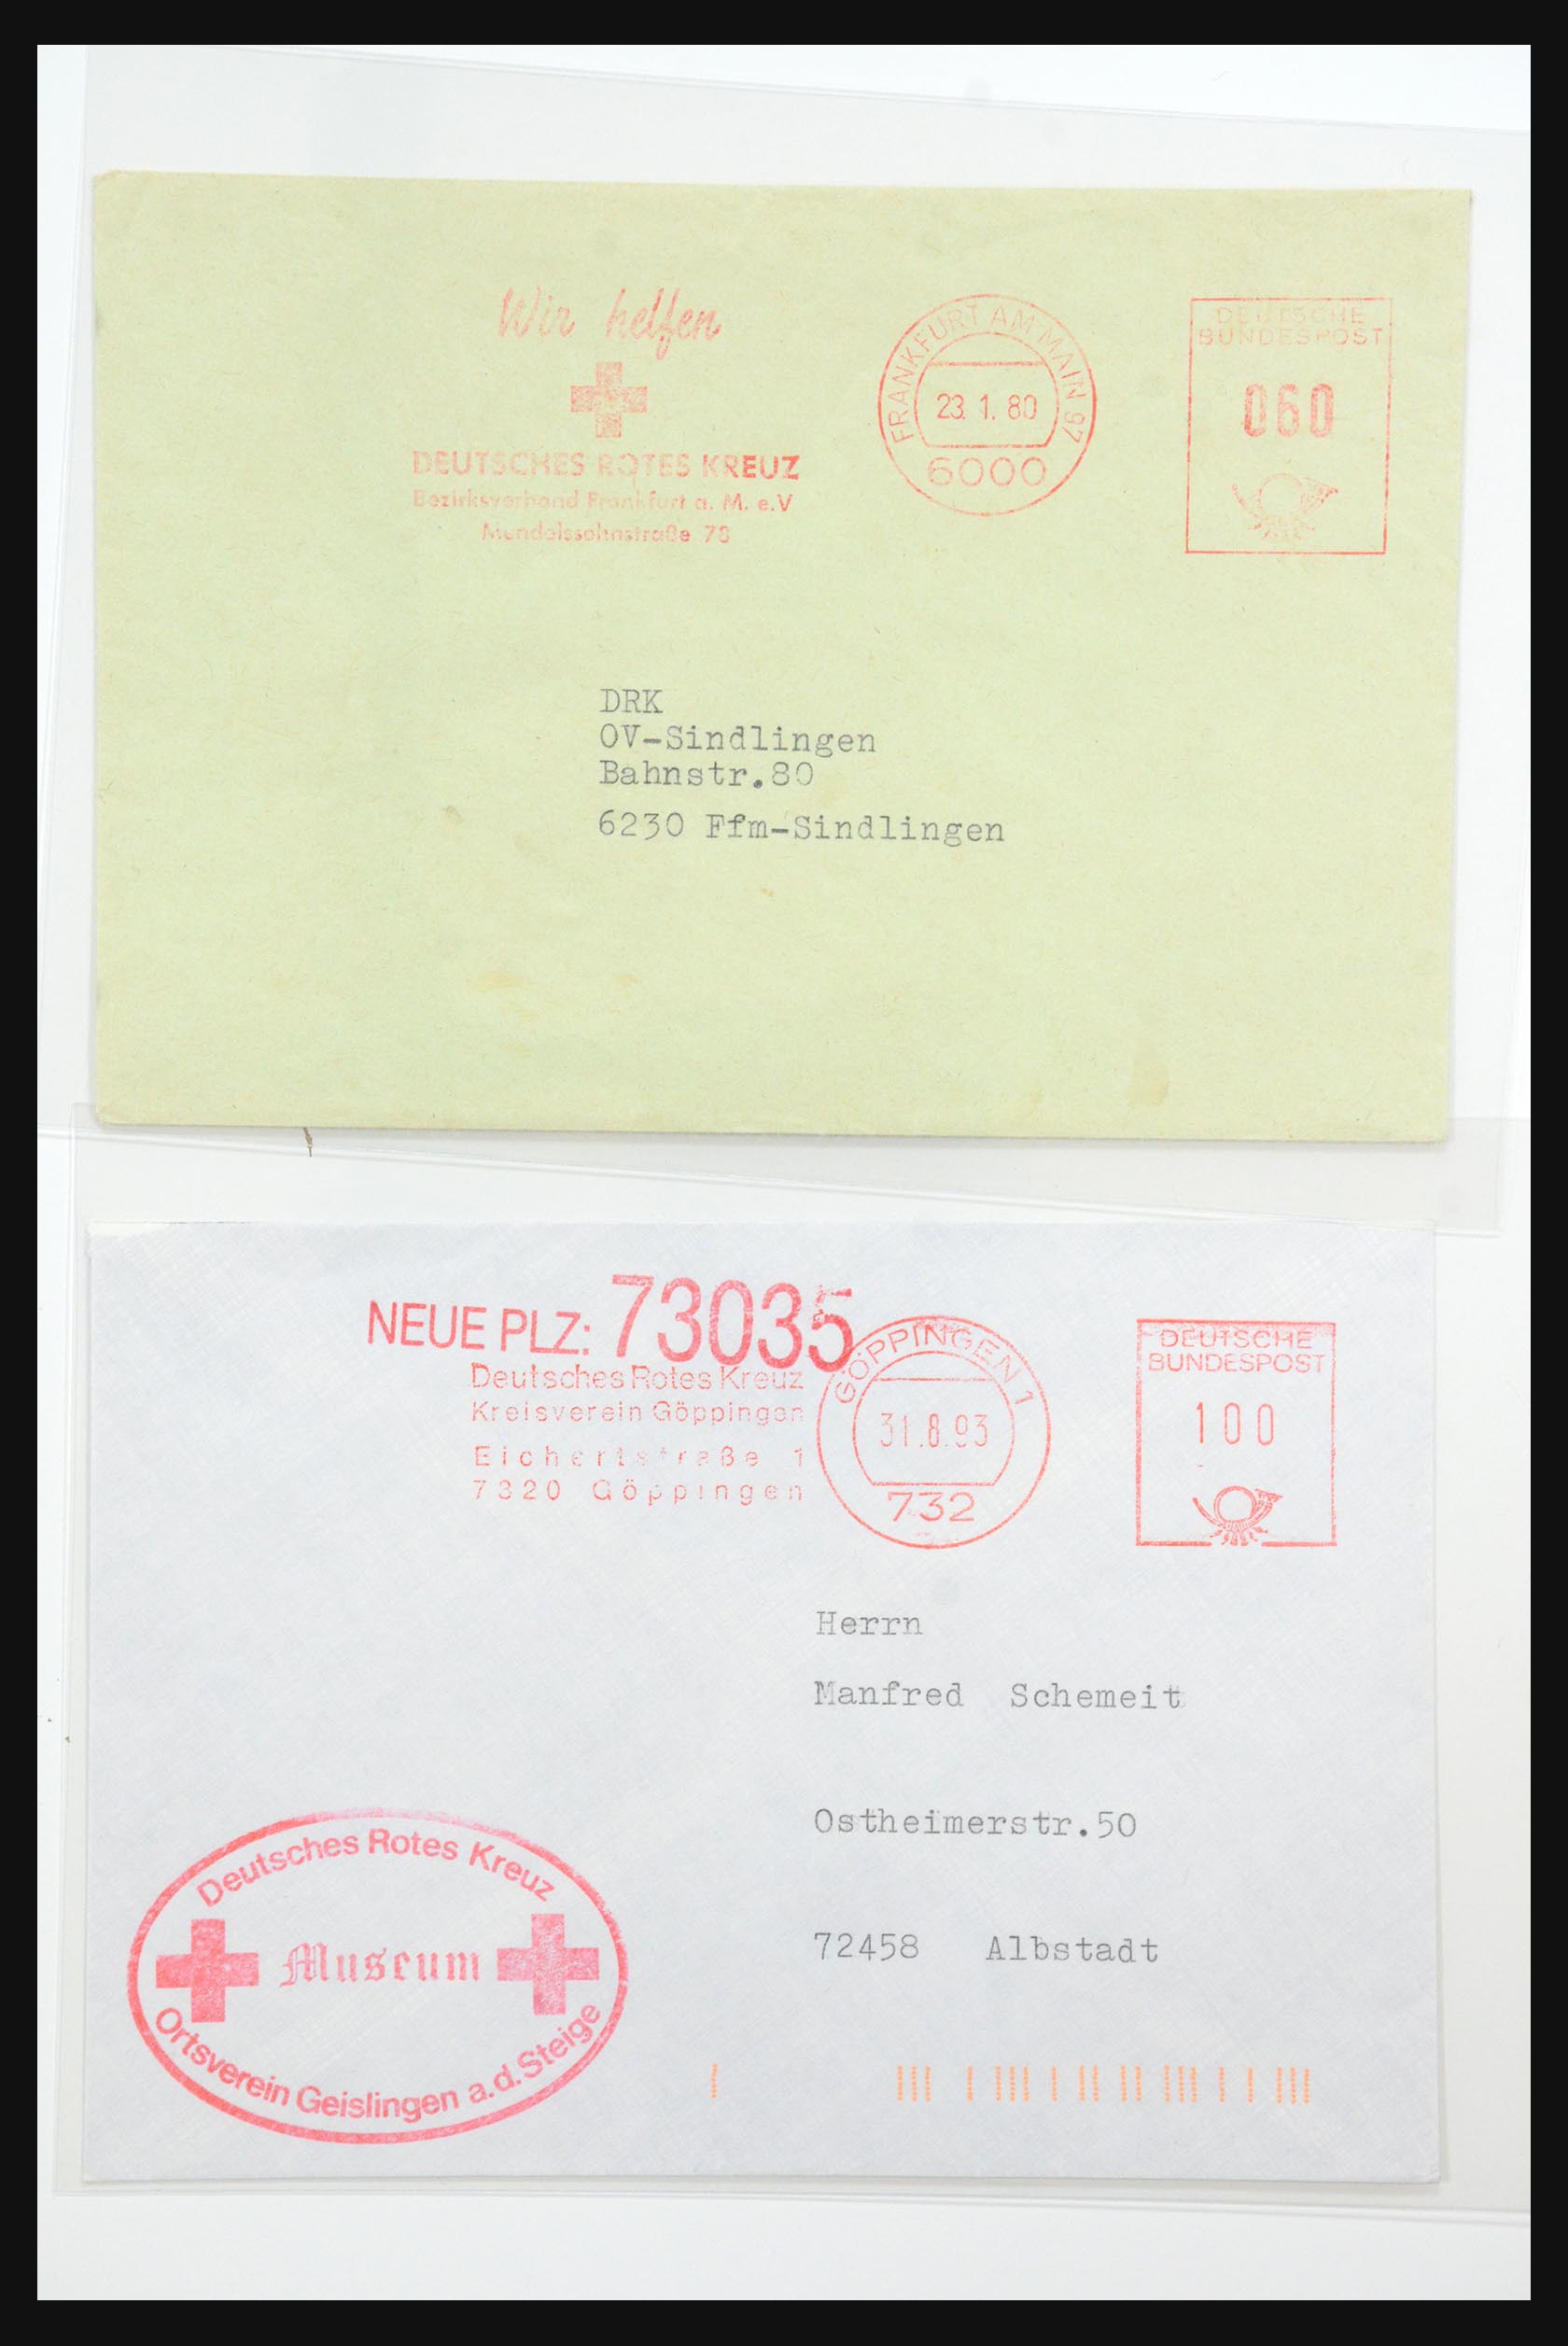 Wir helfen
DEUTSCHES ROTES KREUZ
Bezirksverband Frankfurt a. M. e.V
Mendelssohnstraße 78
FRANKFURT AM MAIN 97
23. 1. 80
6000
DEUTSCHE
BUNDESPOST
060
DRK
OV-Sindlingen
Bahnstr.80
6230 Ffm-Sindlingen
NEUE PLZ: 73035
Deutsches Rotes Kreuz
Kreisverein Göppingen
Eichertstraße 1
7320 Göppingen
GÖPPINGEN 1
31.8.93
732
DEUTSCHE
BUNDESPOST
100
Herrn
Manfred Schemeit
Ostheimerstr.50
72458 Albstadt
Deutsches Rotes Kreuz
Museum
Ortsverein Geislingen a.d.Steige